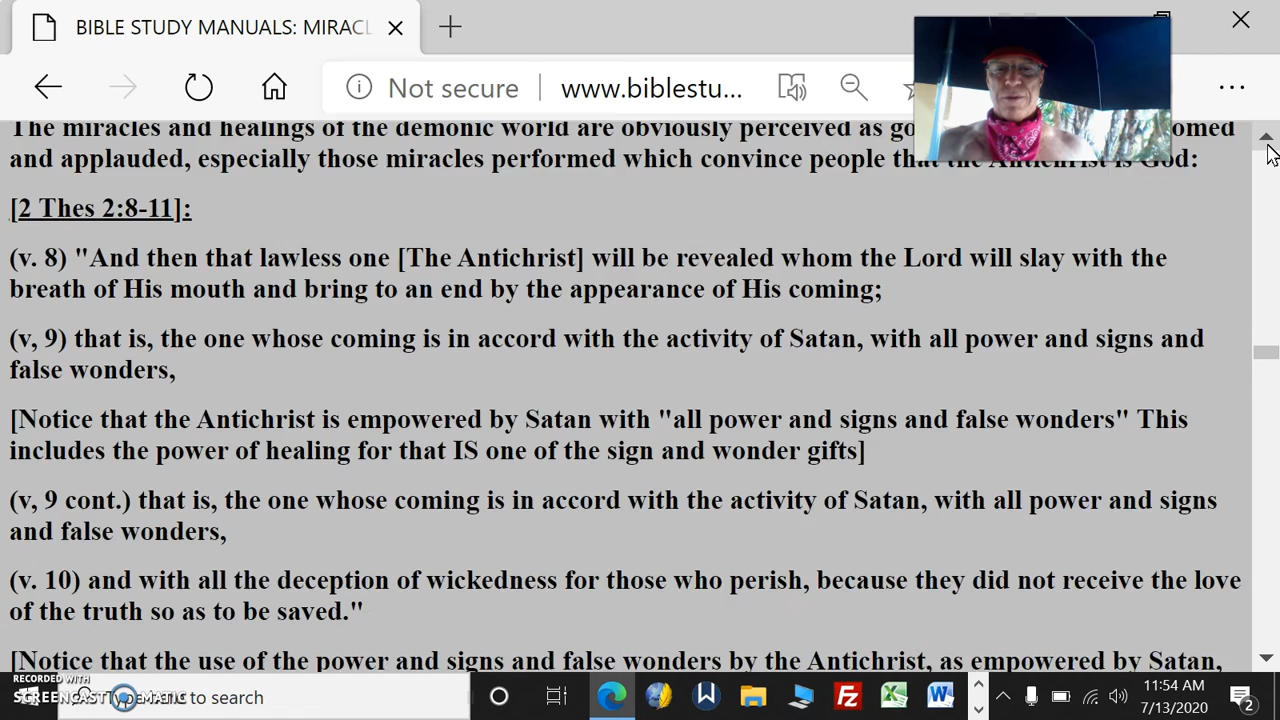 BIBLE STUDY MANUALS: MIRACL
Not secure
www.biblestu...
The miracles and healings of the demonic world are obviously perceived as
and applauded, especially those miracles performed which convince people that the Antichrist is God:
[2 Thes 2:8-11]:
(v. 8) "And then that lawless one [The Antichrist] will be revealed whom the Lord will slay with the
breath of His mouth and bring to an end by the appearance of His coming;
(v, 9) that is, the one whose coming is in accord with the activity of Satan, with all power and signs and
false wonders,
[Notice that the Antichrist is empowered by Satan with "all power and signs and false wonders" This
includes the power of healing for that IS one of the sign and wonder gifts]
(v, 9 cont.) that is, the one whose coming is in accord with the activity of Satan, with all power and signs
and false wonders,
(v. 10) and with all the deception of wickedness for those who perish, because they did not receive the love
of the truth so as to be saved."
[Notice that the use of the power and signs and false wonders by the Antichrist, as empowered by Satan,
RECORDED WITH
SCREENCAST MATIC
Type here to search
11:54 AM
7/13/2020
2